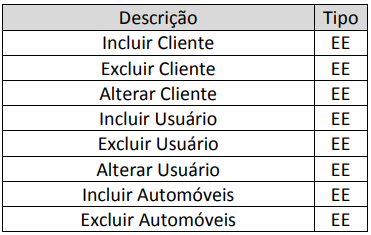 Descrição Tipo
Incluir Cliente EE
Excluir Cliente EE
Alterar Cliente EE
Incluir Usuário EE
Excluir Usuário EE
Alterar Usuário EE
Incluir Automóveis EE
Excluir Automóveis EE